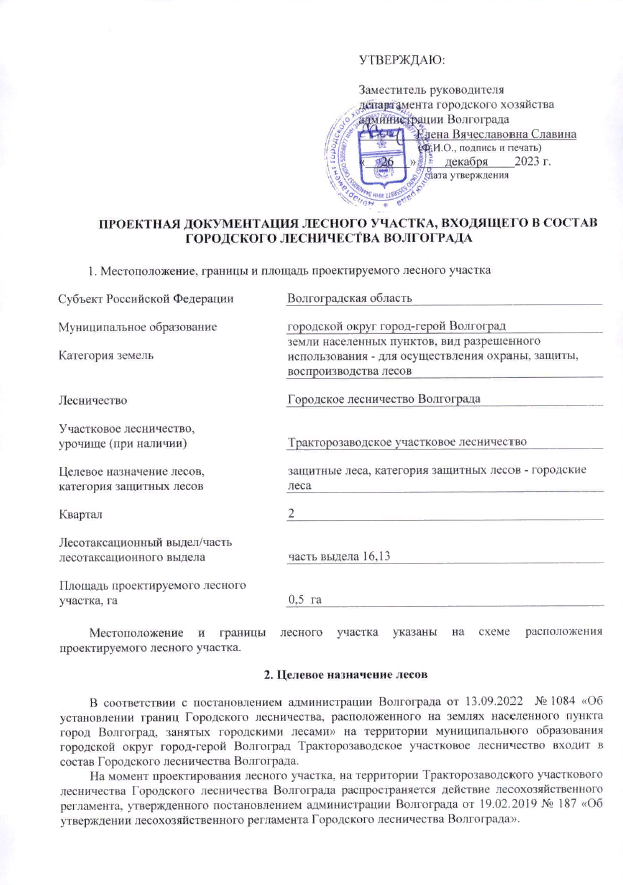 УТВЕРЖДАЮ:
Заместитель руководителя
департамента городского хозяйства
администрации Волгограда
Елена Вячеславовна Славина
(Ф.И.О., подпись и печать)
« 26 » декабря 2023 г.
дата утверждения
ПРОЕКТНАЯ ДОКУМЕНТАЦИЯ ЛЕСНОГО УЧАСТКА, ВХОДЯЩЕГО В СОСТАВ
ГОРОДСКОГО ЛЕСНИЧЕСТВА ВОЛГОГРАДА
1. Местоположение, границы и площадь проектируемого лесного участка
Субъект Российской Федерации Волгоградская область
Муниципальное образование городской округ город-герой Волгоград
Категория земель земли населенных пунктов, вид разрешенного
использования - для осуществления охраны, защиты,
воспроизводства лесов
Лесничество Городское лесничество Волгограда
Участковое лесничество,
урочище (при наличии) Тракторозаводское участковое лесничество
Целевое назначение лесов, защитные леса, категория защитных лесов - городские
категория защитных лесов леса
Квартал 2
Лесотаксационный выдел/часть
лесотаксационного выдела часть выдела 16,13
Площадь проектируемого лесного
участка, га 0,5 га
Местоположение и границы лесного участка указаны на схеме расположения
проектируемого лесного участка.
2. Целевое назначение лесов
В соответствии с постановлением администрации Волгограда от 13.09.2022 № 1084 «Об
установлении границ Городского лесничества, расположенного на землях населенного пункта
город Волгоград, занятых городскими лесами» на территории муниципального образования
городской округ город-герой Волгоград Тракторозаводское участковое лесничество входит в
состав Городского лесничества Волгограда.
На момент проектирования лесного участка, на территории Тракторозаводского участкового
лесничества Городского лесничества Волгограда распространяется действие лесохозяйственного
регламента, утвержденного постановлением администрации Волгограда от 19.02.2019 № 187 «Об
утверждении лесохозяйственного регламента Городского лесничества Волгограда».